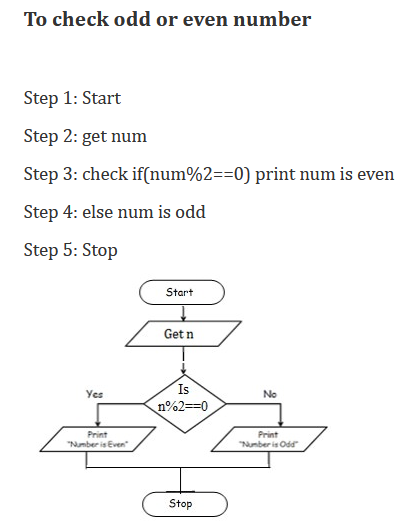 To check odd or even number
Step 1: Start
Step 2: get num
Step 3: check if(num%2==0) print num is even
Step 4: else num is odd
Step 5: Stop
Start
Get n
Is
n%2==0
Yes
No
Print
"Number is Even"
Print
"Number is Odd"
Stop